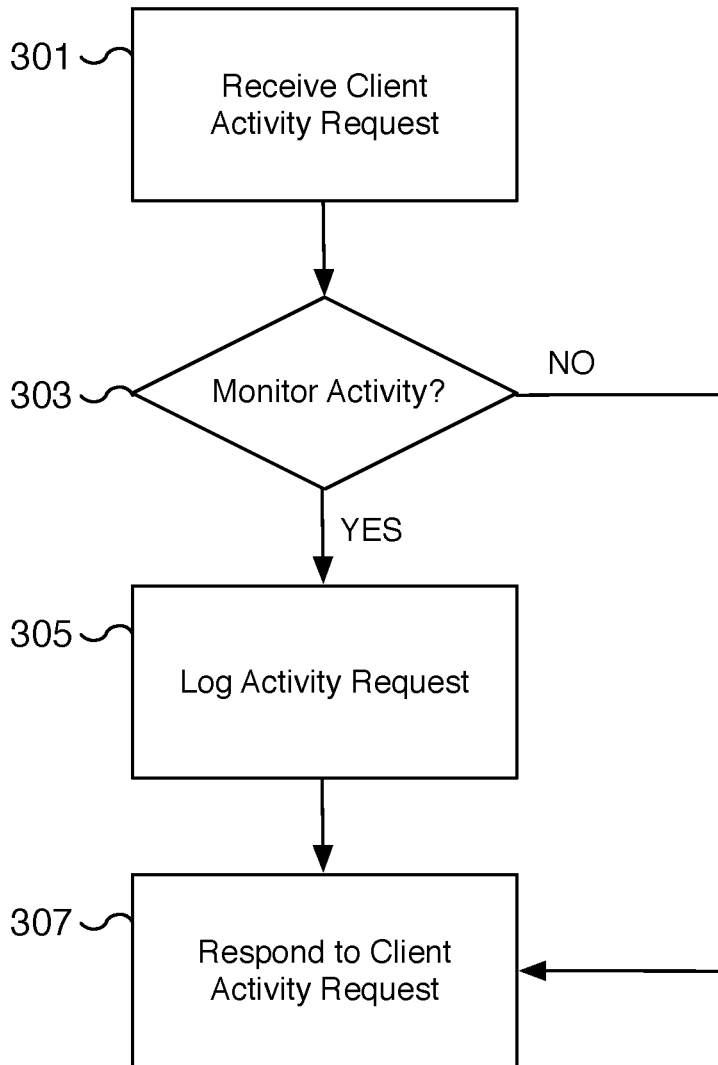 301
Receive Client
Activity Request
303
Monitor Activity?
NO
YES
305
Log Activity Request
307
Respond to Client
Activity Request